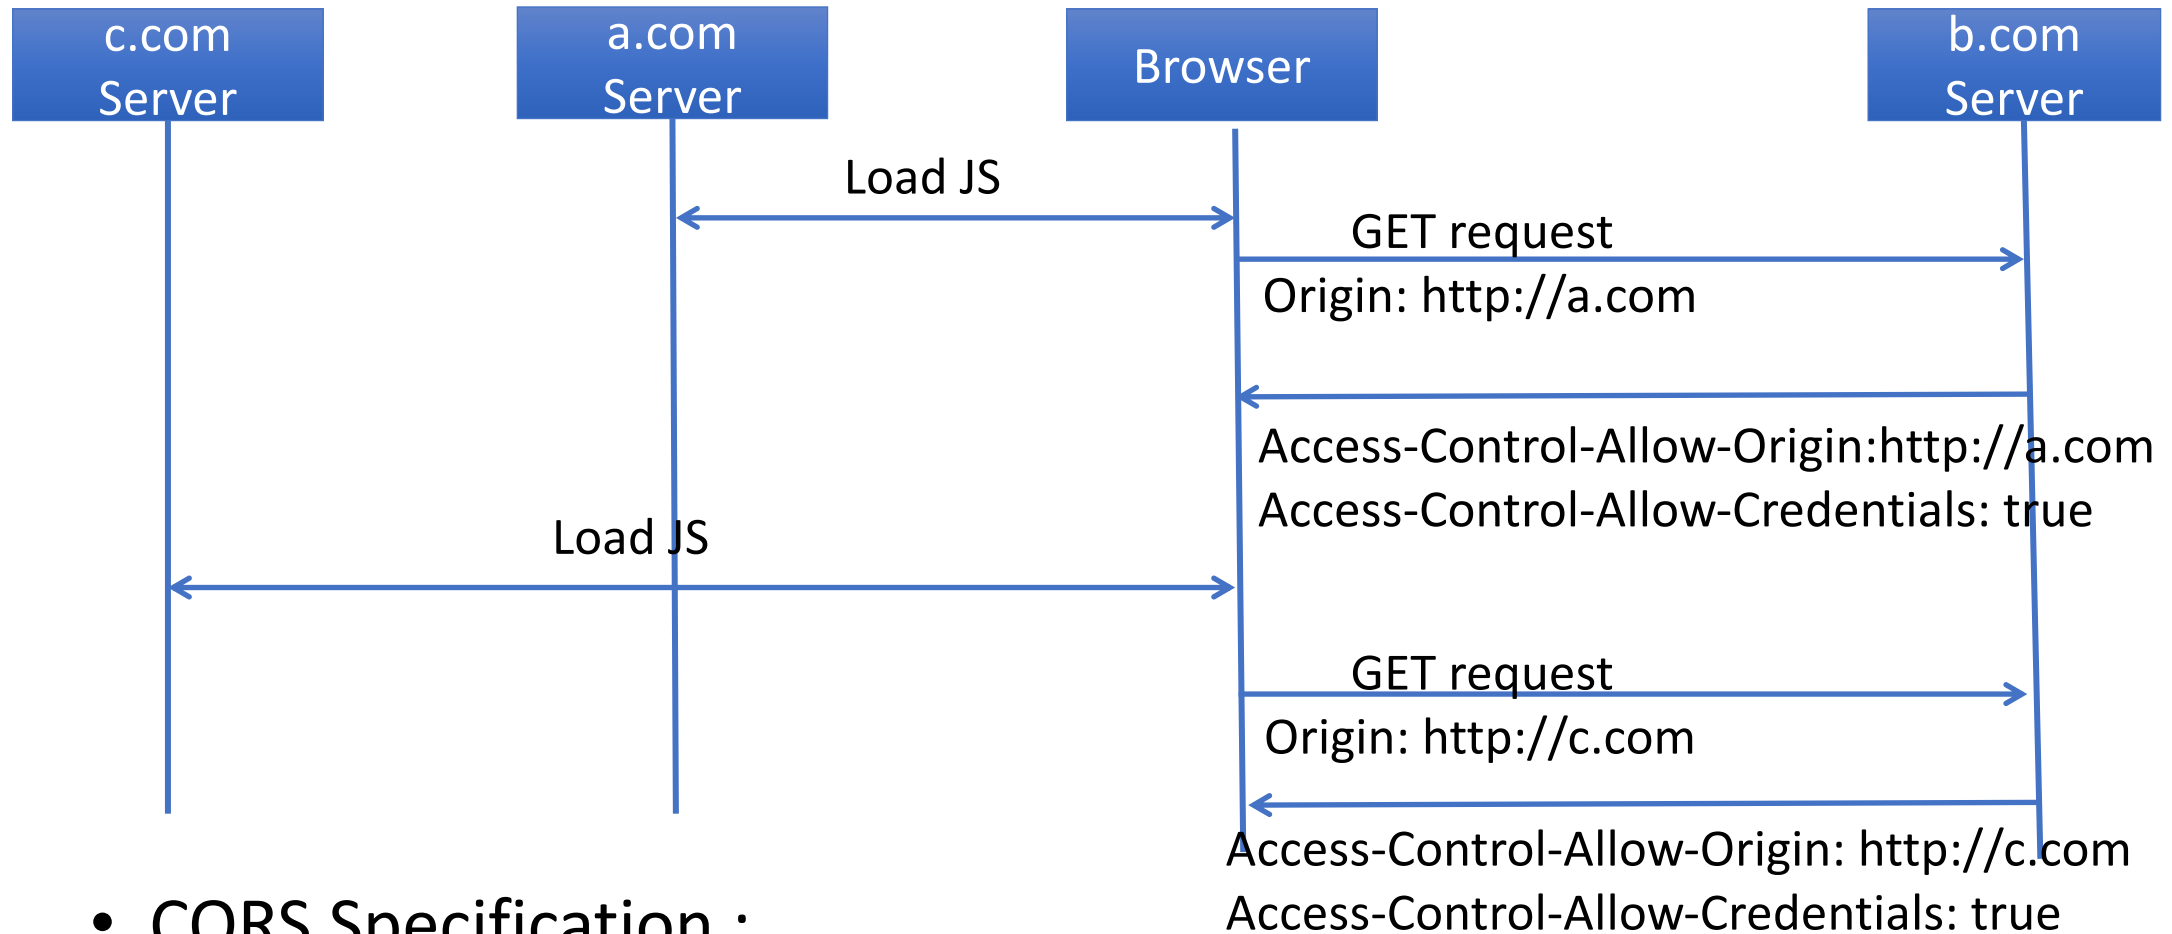 c.com
Server
a.com
Server
Browser
b.com
Server
Load JS
GET request
Origin: http://a.com
Access-Control-Allow-Origin:http://a.com
Access-Control-Allow-Credentials: true
Load JS
GET request
Origin: http://c.com
Access-Control-Allow-Origin: http://c.com
Access-Control-Allow-Credentials: true
• CORS Specification :